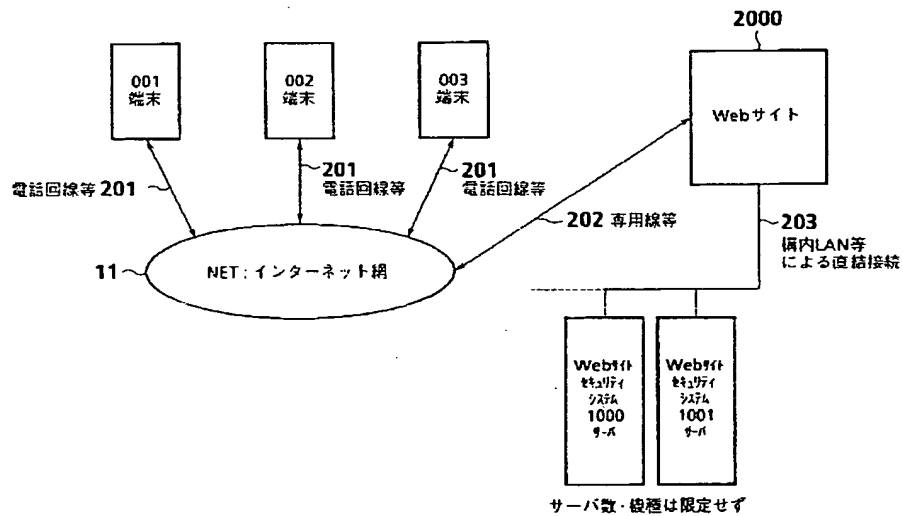 2000
001
端末
002
端末
003
端末
Webサイト
電話回線等 201
201
電話回線等
201
電話回線等
202 専用線等
203
構内LAN等
による直結接続
11
NET:インターネット網
Webサイト
セキュリティ
システム
1000
サーバ
Webサイト
セキュリティ
システム
1001
サーバ
サーバ数・機種は限定せず